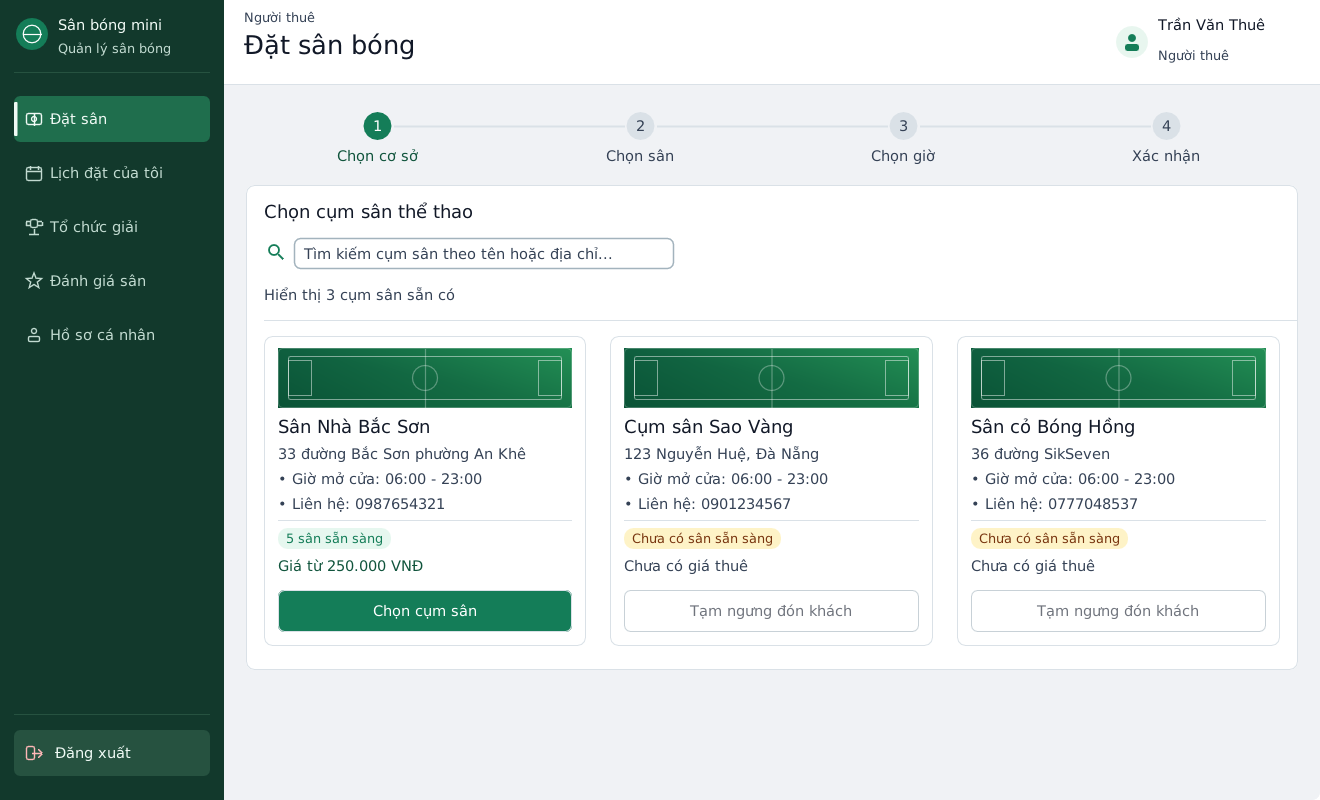 Sân bóng mini
Quản lý sân bóng
Đặt sân
Lịch đặt của tôi
Tổ chức giải
Đánh giá sân
Hồ sơ cá nhân
Đăng xuất
Người thuê
Đặt sân bóng
Trần Văn Thuê
Người thuê
1
2
3
4
Chọn cơ sở
Chọn sân
Chọn giờ
Xác nhận
Chọn cụm sân thể thao
Tìm kiếm cụm sân theo tên hoặc địa chỉ...
Hiển thị 3 cụm sân sẵn có
Sân Nhà Bắc Sơn
33 đường Bắc Sơn phường An Khê
• Giờ mở cửa: 06:00 - 23:00
• Liên hệ: 0987654321
5 sân sẵn sàng
Giá từ 250.000 VNĐ
Chọn cụm sân
Cụm sân Sao Vàng
123 Nguyễn Huệ, Đà Nẵng
• Giờ mở cửa: 06:00 - 23:00
• Liên hệ: 0901234567
Chưa có sân sẵn sàng
Chưa có giá thuê
Tạm ngưng đón khách
Sân cỏ Bóng Hồng
36 đường SikSeven
• Giờ mở cửa: 06:00 - 23:00
• Liên hệ: 0777048537
Chưa có sân sẵn sàng
Chưa có giá thuê
Tạm ngưng đón khách